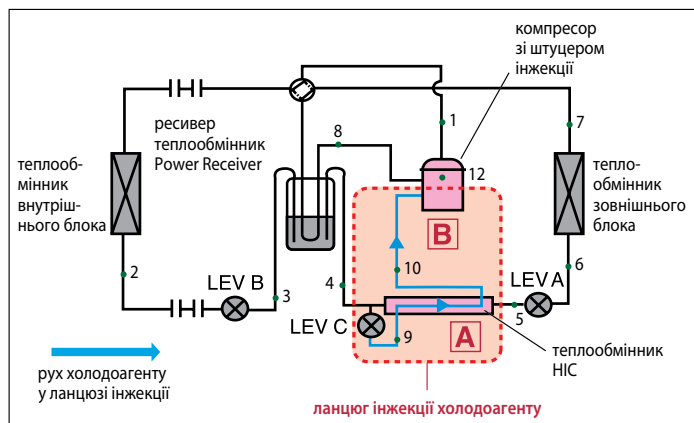 компресор
зі штуцером
інжекції
ресивер
теплообмінник
Power Receiver
8
1
7
12
теплооб-
мінник
внутріш-
нього блока
тепло-
обмінник
зовнішнього
блока
B
2
LEV B
3
4
10
LEV A
6
LEV C
5
9
A
рух холодоагенту
у ланцюзі інжекції
теплообмінник
HIC
ланцюг інжекції холодоагенту